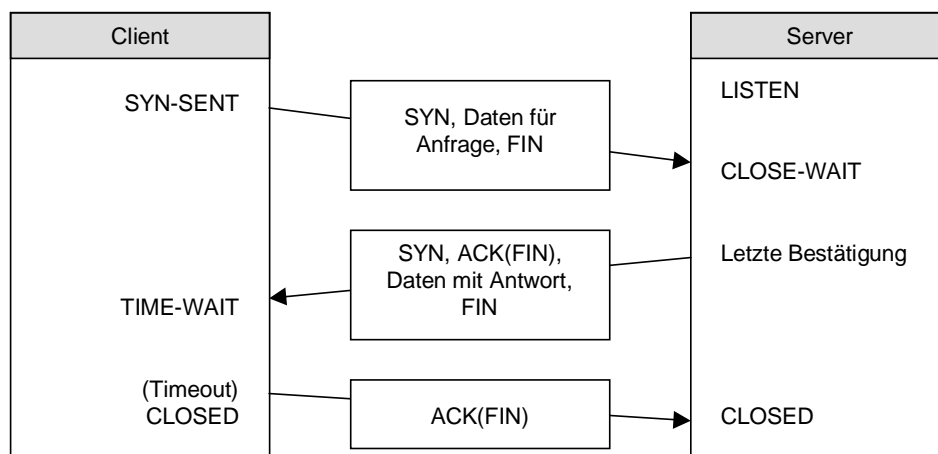 Client
Server
SYN-SENT
SYN, Daten für
Anfrage, FIN
LISTEN
CLOSE-WAIT
SYN, ACK(FIN),
Daten mit Antwort,
FIN
Letzte Bestätigung
TIME-WAIT
(Timeout)
CLOSED
ACK(FIN)
CLOSED